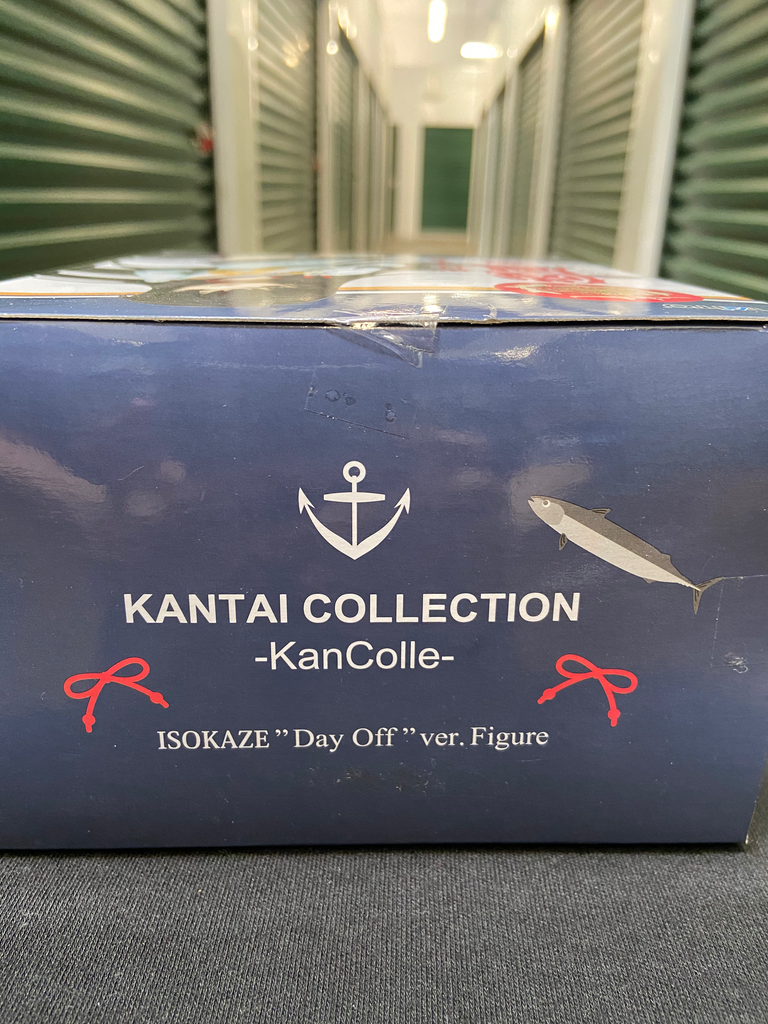 KANTAI COLLECTION
-KanColle-
ISOKAZE ”Day Off” ver. Figure